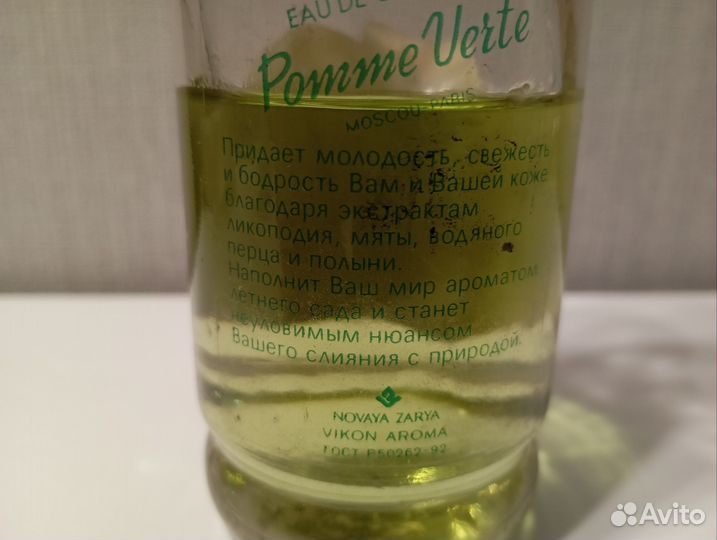 EAU DE
Pomme Verte
MOSCOU PARIS
Придает молодость, свежесть
и бодрость Вам и Вашей коже
благодаря экстрактам
ликоподия, мяты, водяного
перца и полыни.
Наполнит Ваш мир ароматом
летнего сада и станет
неуловимым нюансом
Вашего слияния с природой.
NOVAYA ZARYA
VIKON AROMA
ГОСТ Р50262-92
Avito